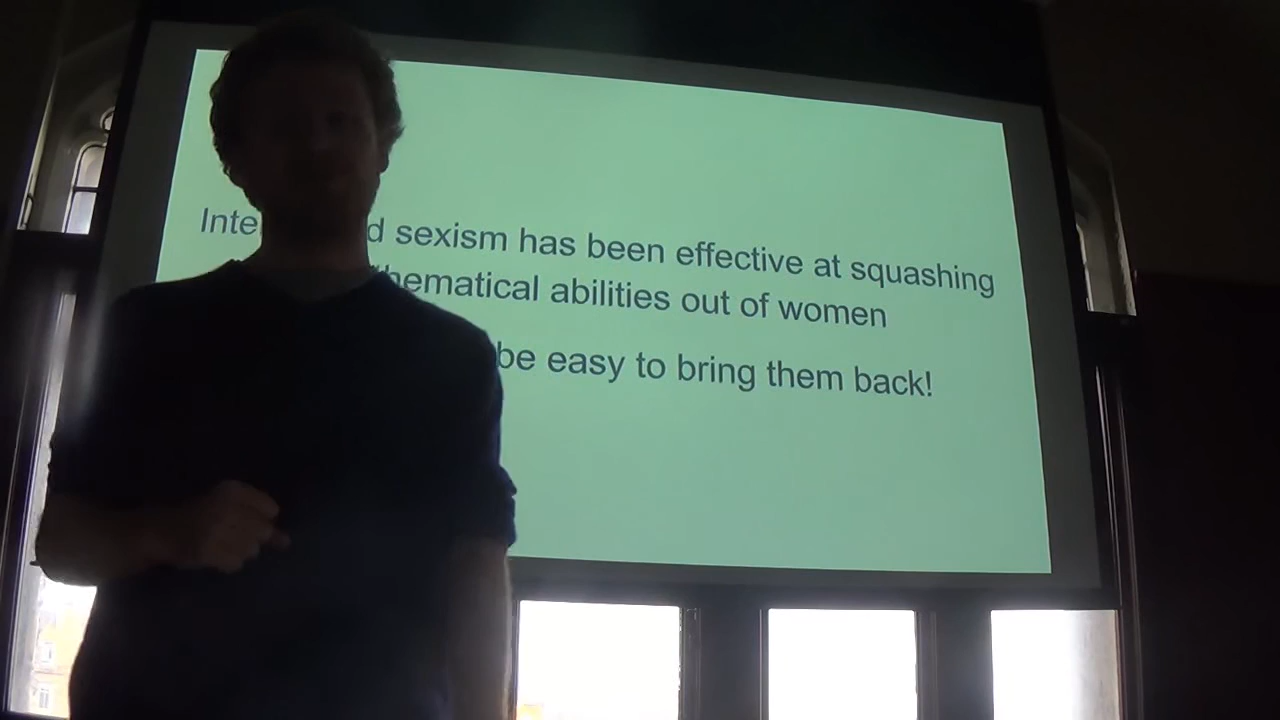 Inte d sexism has been effective at squashing
hematical abilities out of women
be easy to bring them back!